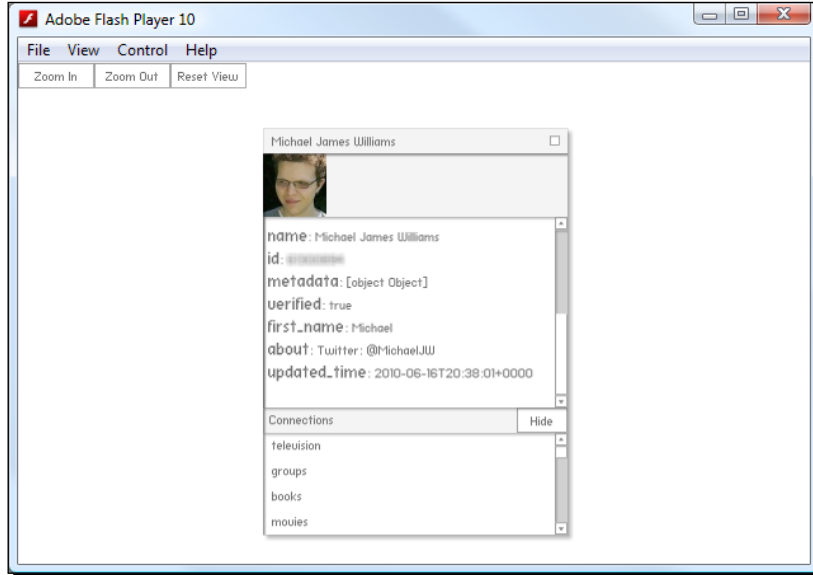 Adobe Flash Player 10
File View Control Help
Zoom In Zoom Out Reset View
Michael James Williams
name: Michael James Williams
id:
metadata: [object Object]
verified: true
first_name: Michael
about: Twitter: @MichaelJW
updated_time: 2010-06-16T20:38:01+0000
Connections Hide
television
groups
books
movies